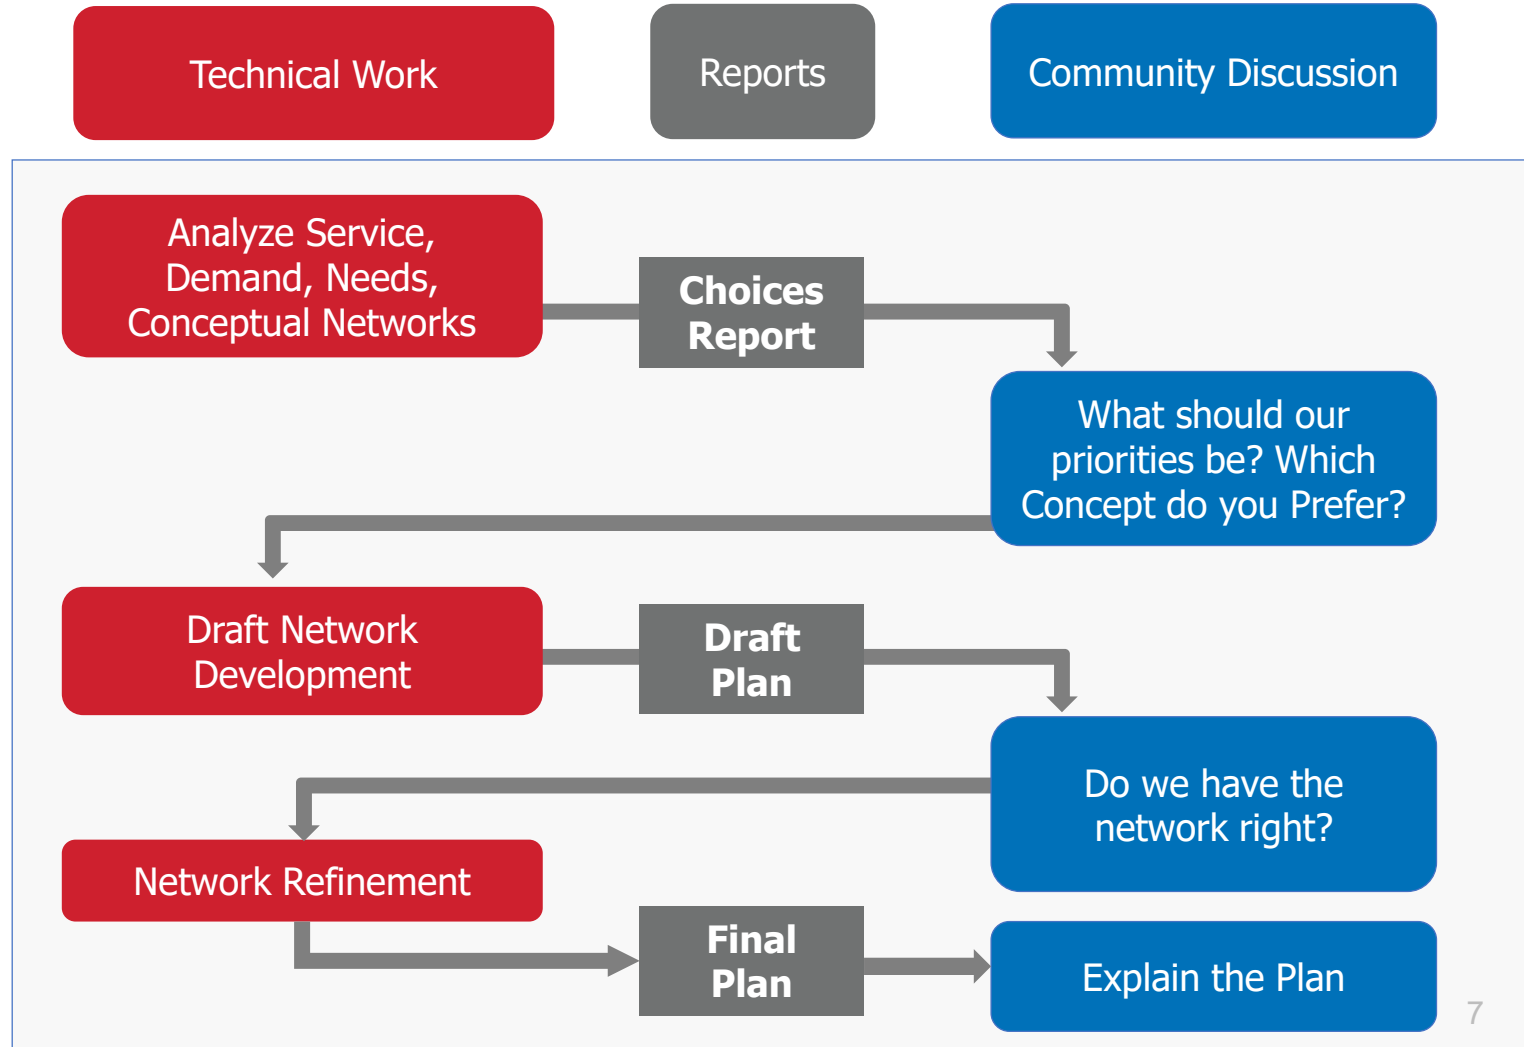 Technical Work
Reports
Community Discussion
Analyze Service,
Demand, Needs,
Conceptual Networks
Choices
Report
What should our
priorities be? Which
Concept do you Prefer?
Draft Network
Development
Draft
Plan
Do we have the
network right?
Network Refinement
Final
Plan
Explain the Plan
7